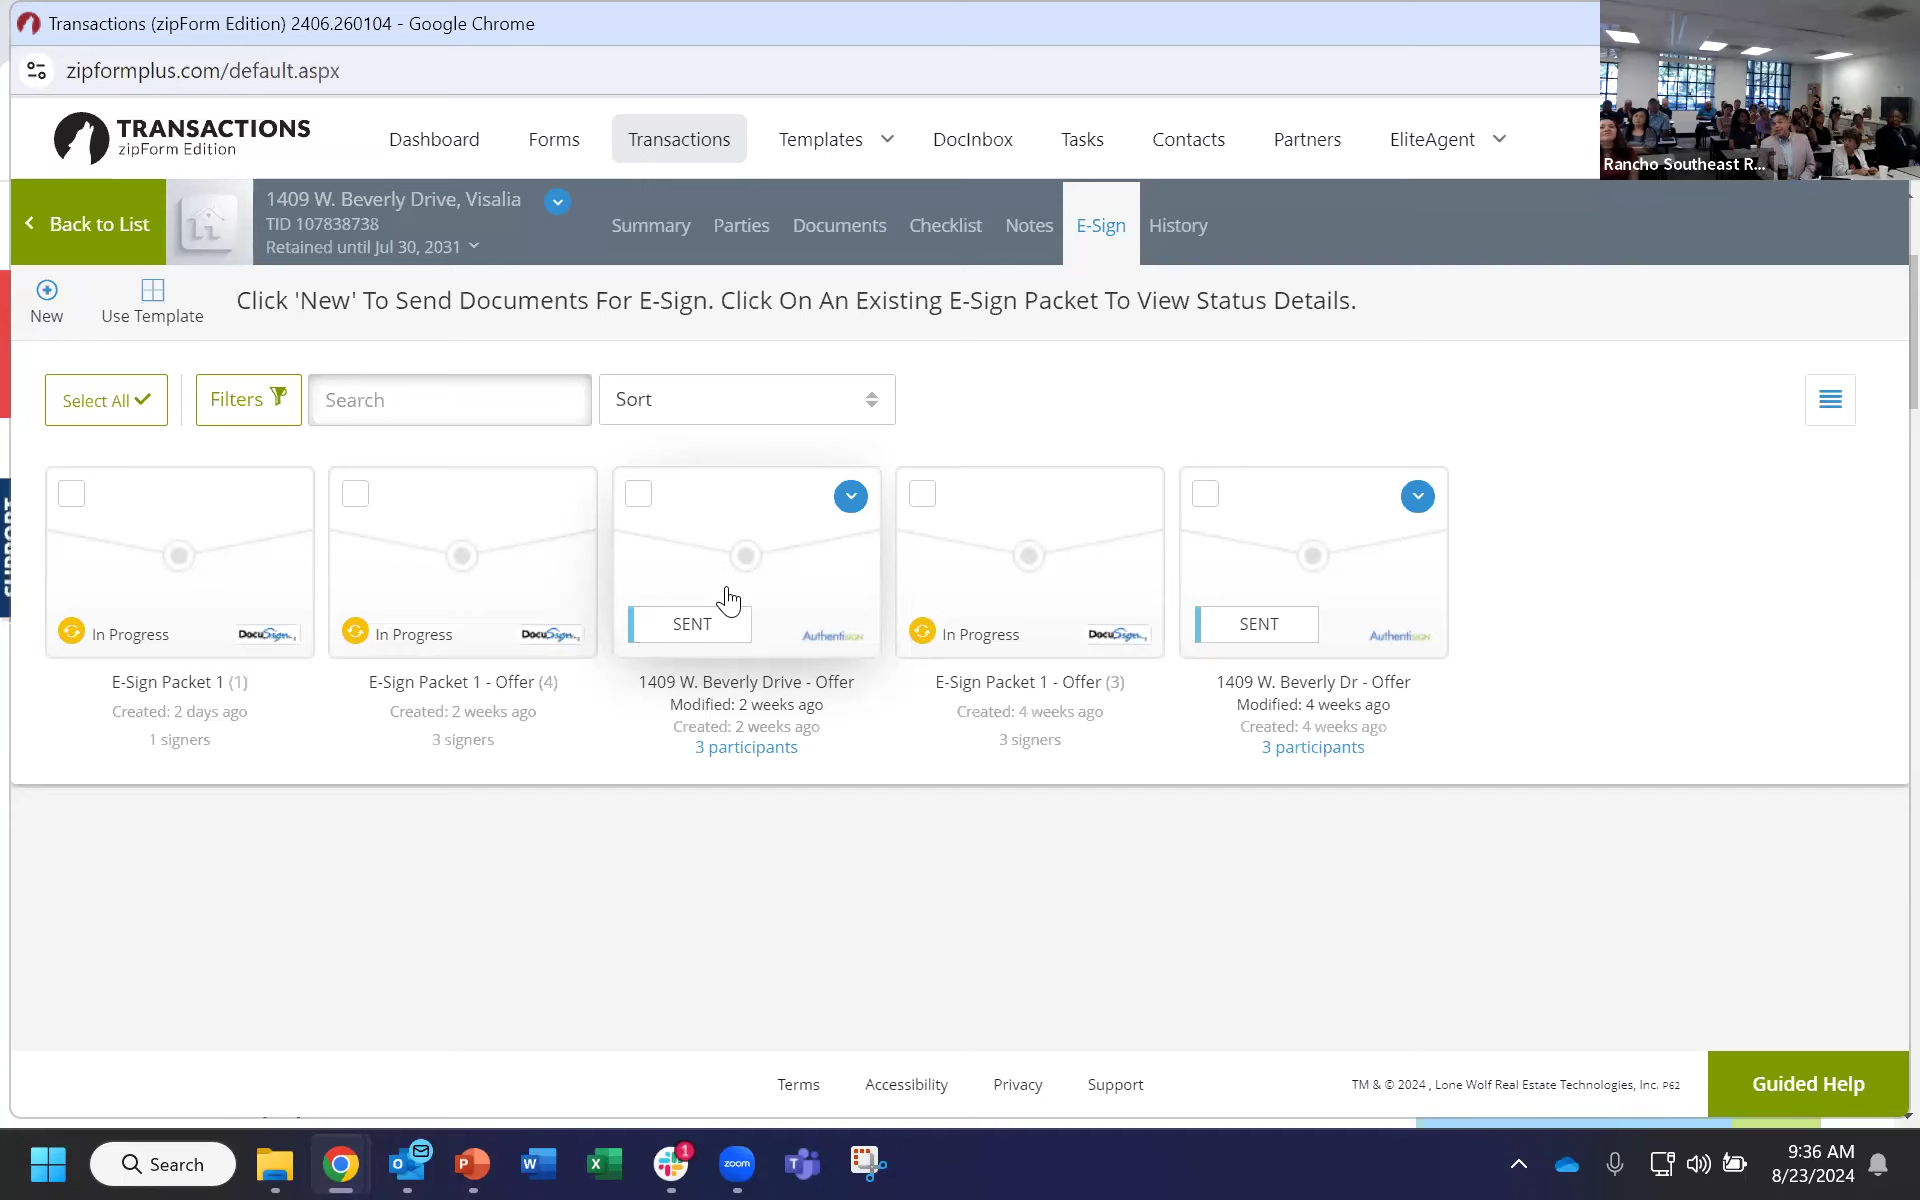 Transactions (zipForm Edition) 2406.260104 - Google Chrome
zipformplus.com/default.aspx
Rancho Southeast R...
TRANSACTIONS
zipForm Edition
Dashboard
Forms
Transactions
Templates
DocInbox
Tasks
Contacts
Partners
EliteAgent
Back to List
1409 W. Beverly Drive, Visalia
TID 107838738
Retained until Jul 30, 2031
Summary
Parties
Documents
Checklist
Notes
E-Sign
History
New
Use Template
Click 'New' To Send Documents For E-Sign. Click On An Existing E-Sign Packet To View Status Details.
Select All
Filters
Search
Sort
SUPPORT
In Progress
DocuSign
E-Sign Packet 1 (1)
Created: 2 days ago
1 signers
In Progress
DocuSign
E-Sign Packet 1 - Offer (4)
Created: 2 weeks ago
3 signers
SENT
Authentisign
1409 W. Beverly Drive - Offer
Modified: 2 weeks ago
Created: 2 weeks ago
3 participants
In Progress
DocuSign
E-Sign Packet 1 - Offer (3)
Created: 4 weeks ago
3 signers
SENT
Authentisign
1409 W. Beverly Dr - Offer
Modified: 4 weeks ago
Created: 4 weeks ago
3 participants
Terms
Accessibility
Privacy
Support
TM & © 2024 , Lone Wolf Real Estate Technologies, Inc. P62
Guided Help
Search
1
zoom
9:36 AM
8/23/2024